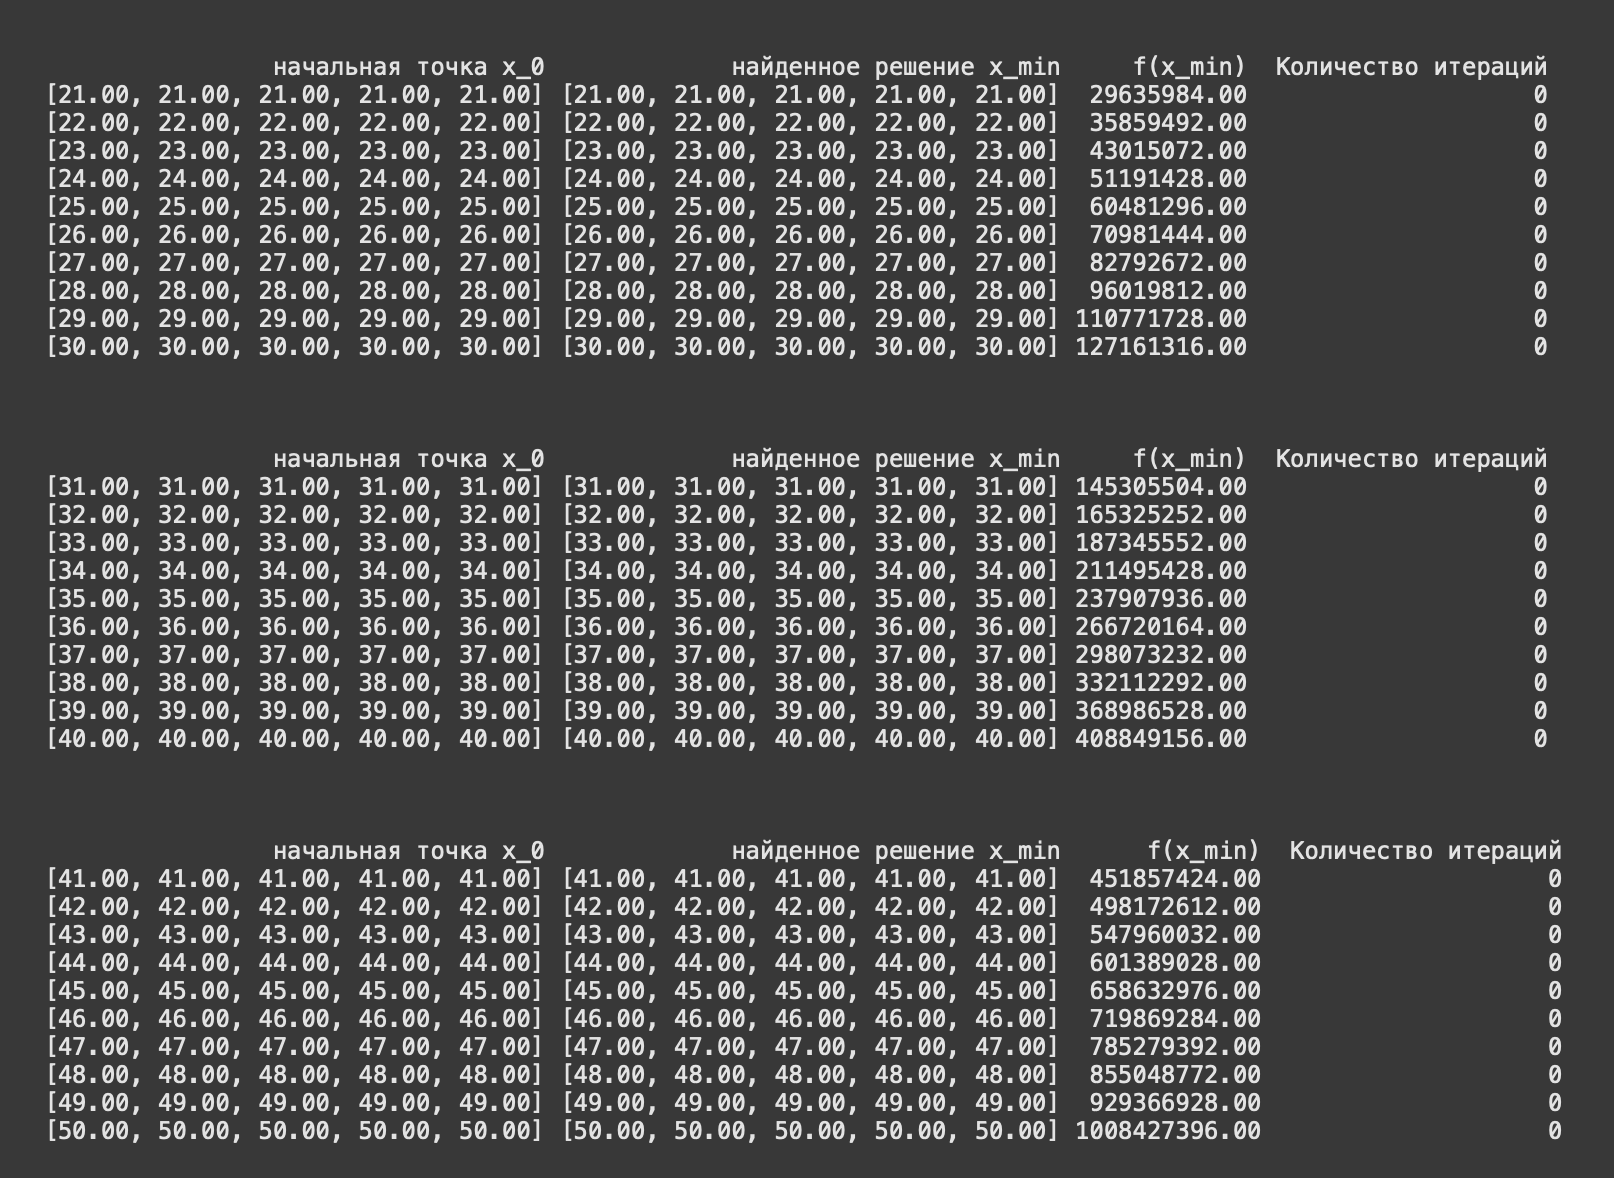 начальная точка x_0 найденное решение x_min f(x_min) Количество итераций
[21.00, 21.00, 21.00, 21.00, 21.00] [21.00, 21.00, 21.00, 21.00, 21.00] 29635984.00 0
[22.00, 22.00, 22.00, 22.00, 22.00] [22.00, 22.00, 22.00, 22.00, 22.00] 35859492.00 0
[23.00, 23.00, 23.00, 23.00, 23.00] [23.00, 23.00, 23.00, 23.00, 23.00] 43015072.00 0
[24.00, 24.00, 24.00, 24.00, 24.00] [24.00, 24.00, 24.00, 24.00, 24.00] 51191428.00 0
[25.00, 25.00, 25.00, 25.00, 25.00] [25.00, 25.00, 25.00, 25.00, 25.00] 60481296.00 0
[26.00, 26.00, 26.00, 26.00, 26.00] [26.00, 26.00, 26.00, 26.00, 26.00] 70981444.00 0
[27.00, 27.00, 27.00, 27.00, 27.00] [27.00, 27.00, 27.00, 27.00, 27.00] 82792672.00 0
[28.00, 28.00, 28.00, 28.00, 28.00] [28.00, 28.00, 28.00, 28.00, 28.00] 96019812.00 0
[29.00, 29.00, 29.00, 29.00, 29.00] [29.00, 29.00, 29.00, 29.00, 29.00] 110771728.00 0
[30.00, 30.00, 30.00, 30.00, 30.00] [30.00, 30.00, 30.00, 30.00, 30.00] 127161316.00 0
начальная точка x_0 найденное решение x_min f(x_min) Количество итераций
[31.00, 31.00, 31.00, 31.00, 31.00] [31.00, 31.00, 31.00, 31.00, 31.00] 145305504.00 0
[32.00, 32.00, 32.00, 32.00, 32.00] [32.00, 32.00, 32.00, 32.00, 32.00] 165325252.00 0
[33.00, 33.00, 33.00, 33.00, 33.00] [33.00, 33.00, 33.00, 33.00, 33.00] 187345552.00 0
[34.00, 34.00, 34.00, 34.00, 34.00] [34.00, 34.00, 34.00, 34.00, 34.00] 211495428.00 0
[35.00, 35.00, 35.00, 35.00, 35.00] [35.00, 35.00, 35.00, 35.00, 35.00] 237907936.00 0
[36.00, 36.00, 36.00, 36.00, 36.00] [36.00, 36.00, 36.00, 36.00, 36.00] 266720164.00 0
[37.00, 37.00, 37.00, 37.00, 37.00] [37.00, 37.00, 37.00, 37.00, 37.00] 298073232.00 0
[38.00, 38.00, 38.00, 38.00, 38.00] [38.00, 38.00, 38.00, 38.00, 38.00] 332112292.00 0
[39.00, 39.00, 39.00, 39.00, 39.00] [39.00, 39.00, 39.00, 39.00, 39.00] 368986528.00 0
[40.00, 40.00, 40.00, 40.00, 40.00] [40.00, 40.00, 40.00, 40.00, 40.00] 408849156.00 0
начальная точка x_0 найденное решение x_min f(x_min) Количество итераций
[41.00, 41.00, 41.00, 41.00, 41.00] [41.00, 41.00, 41.00, 41.00, 41.00] 451857424.00 0
[42.00, 42.00, 42.00, 42.00, 42.00] [42.00, 42.00, 42.00, 42.00, 42.00] 498172612.00 0
[43.00, 43.00, 43.00, 43.00, 43.00] [43.00, 43.00, 43.00, 43.00, 43.00] 547960032.00 0
[44.00, 44.00, 44.00, 44.00, 44.00] [44.00, 44.00, 44.00, 44.00, 44.00] 601389028.00 0
[45.00, 45.00, 45.00, 45.00, 45.00] [45.00, 45.00, 45.00, 45.00, 45.00] 658632976.00 0
[46.00, 46.00, 46.00, 46.00, 46.00] [46.00, 46.00, 46.00, 46.00, 46.00] 719869284.00 0
[47.00, 47.00, 47.00, 47.00, 47.00] [47.00, 47.00, 47.00, 47.00, 47.00] 785279392.00 0
[48.00, 48.00, 48.00, 48.00, 48.00] [48.00, 48.00, 48.00, 48.00, 48.00] 855048772.00 0
[49.00, 49.00, 49.00, 49.00, 49.00] [49.00, 49.00, 49.00, 49.00, 49.00] 929366928.00 0
[50.00, 50.00, 50.00, 50.00, 50.00] [50.00, 50.00, 50.00, 50.00, 50.00] 1008427396.00 0